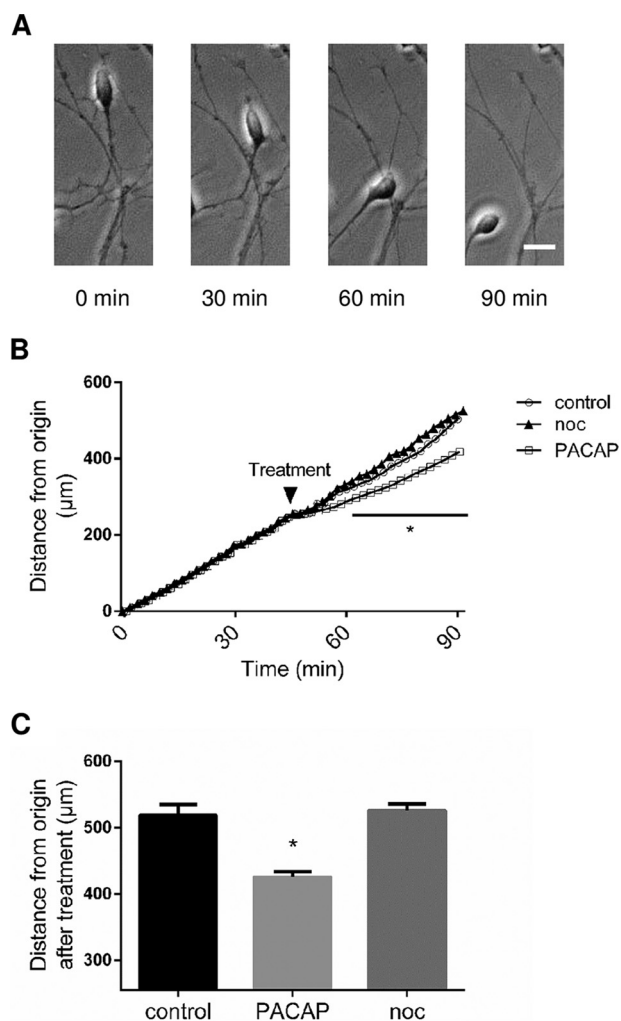 A
0 min 30 min 60 min 90 min
B
600
400
200
0
Distance from origin
(µm)
Treatment
*
0 30 60 90
Time (min)
control
noc
PACAP
C
600
500
400
300
Distance from origin
after treatment (µm)
*
control PACAP noc